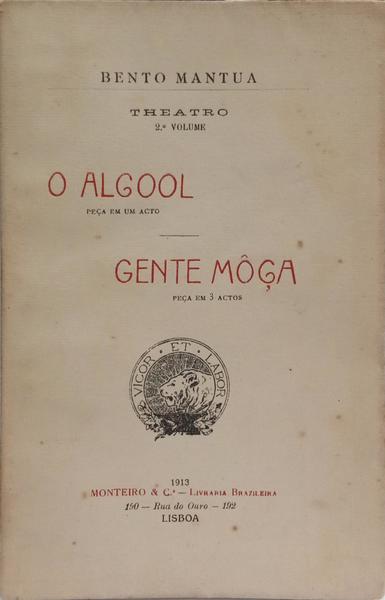 BENTO MANTUA
THEATRO
2.º VOLUME
O ALGOOL
PEÇA EM UM ACTO
GENTE MÔÇA
PEÇA EM 3 ACTOS
VIGOR · ET · LABOR
1913
MONTEIRO & C.ª — LIVRARIA BRAZILEIRA
190 — Rua do Ouro — 192
LISBOA